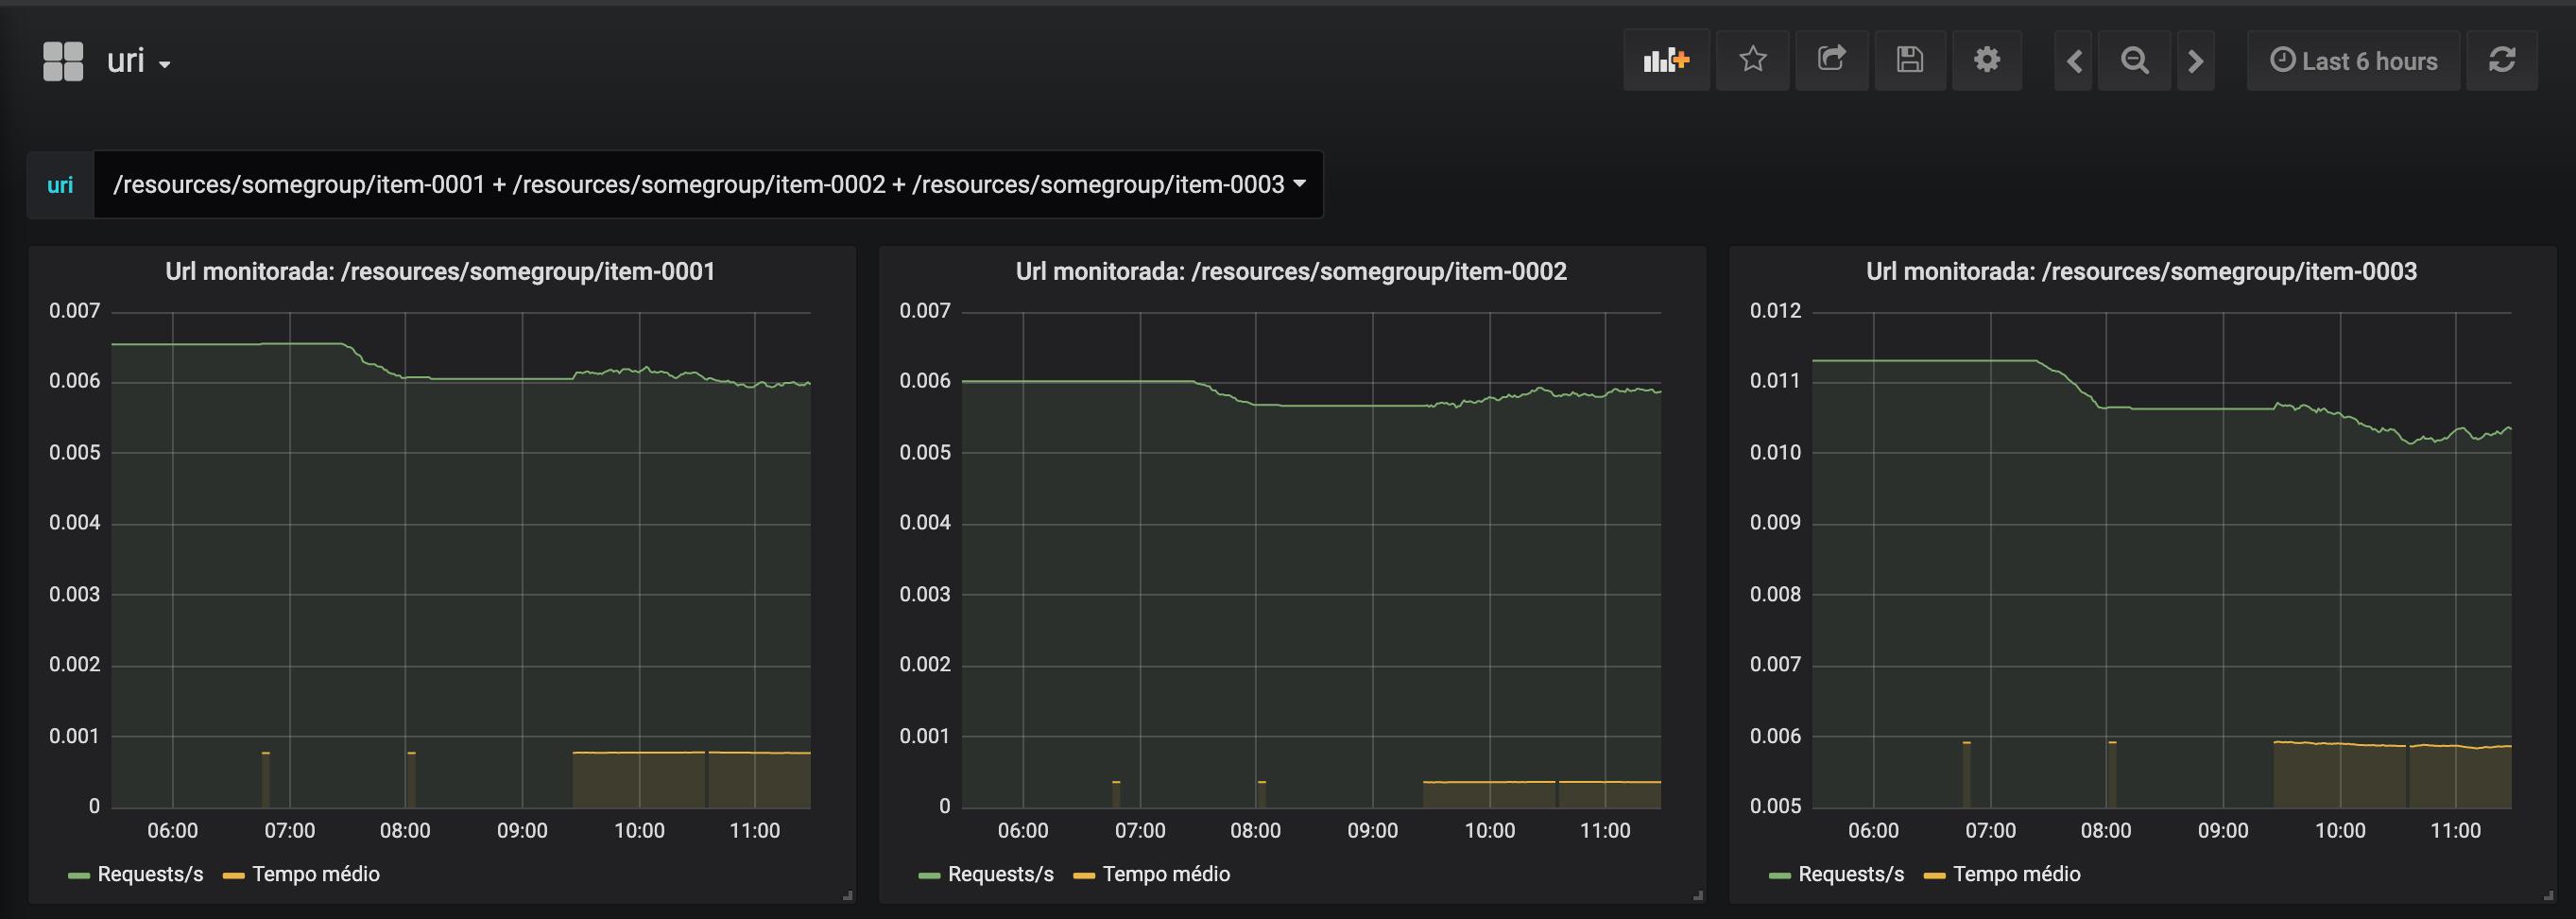 uri
Last 6 hours
uri /resources/somegroup/item-0001 + /resources/somegroup/item-0002 + /resources/somegroup/item-0003
Url monitorada: /resources/somegroup/item-0001
0.007
0.006
0.005
0.004
0.003
0.002
0.001
0
06:00 07:00 08:00 09:00 10:00 11:00
Requests/s Tempo médio
Url monitorada: /resources/somegroup/item-0002
0.007
0.006
0.005
0.004
0.003
0.002
0.001
0
06:00 07:00 08:00 09:00 10:00 11:00
Requests/s Tempo médio
Url monitorada: /resources/somegroup/item-0003
0.012
0.011
0.010
0.009
0.008
0.007
0.006
0.005
06:00 07:00 08:00 09:00 10:00 11:00
Requests/s Tempo médio